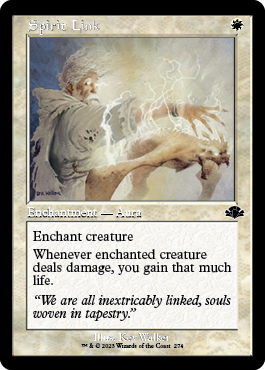 Spirit Link
Enchantment — Aura
Enchant creature
Whenever enchanted creature
deals damage, you gain that much
life.
“We are all inextricably linked, souls
woven in tapestry.”
Illus. Kev Walker
™ & © 2023 Wizards of the Coast 274